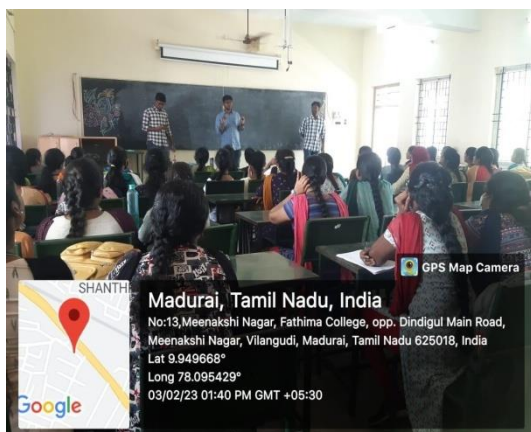 GPS Map Camera
SHANTH
Madurai, Tamil Nadu, India
No:13,Meenakshi Nagar, Fathima College, opp. Dindigul Main Road,
Meenakshi Nagar, Vilangudi, Madurai, Tamil Nadu 625018, India
Lat 9.949668°
Long 78.095429°
03/02/23 01:40 PM GMT +05:30
Google